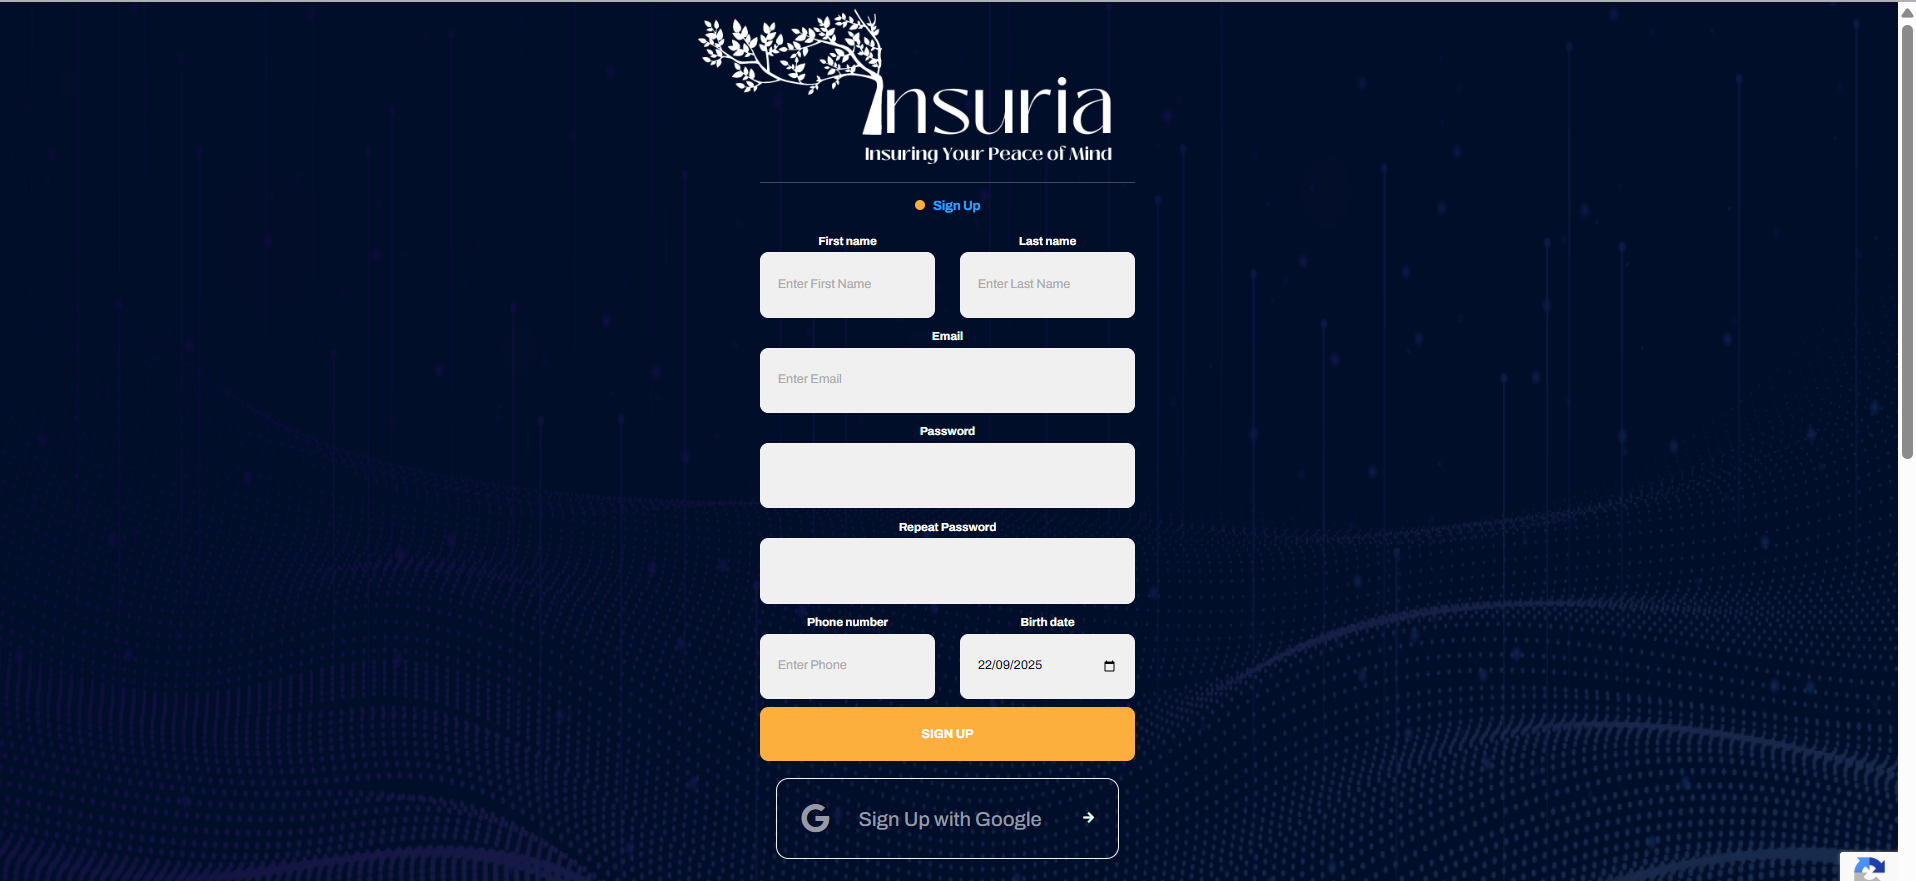 Insuria
Insuring Your Peace of Mind
Sign Up
First name Last name
Enter First Name Enter Last Name
Email
Enter Email
Password
Repeat Password
Phone number Birth date
Enter Phone 22/09/2025
SIGN UP
G Sign Up with Google